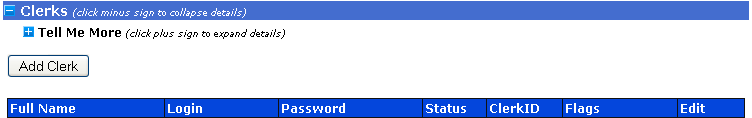 Clerks (click minus sign to collapse details)
Tell Me More (click plus sign to expand details)
Add Clerk
Full Name Login Password Status ClerkID Flags Edit